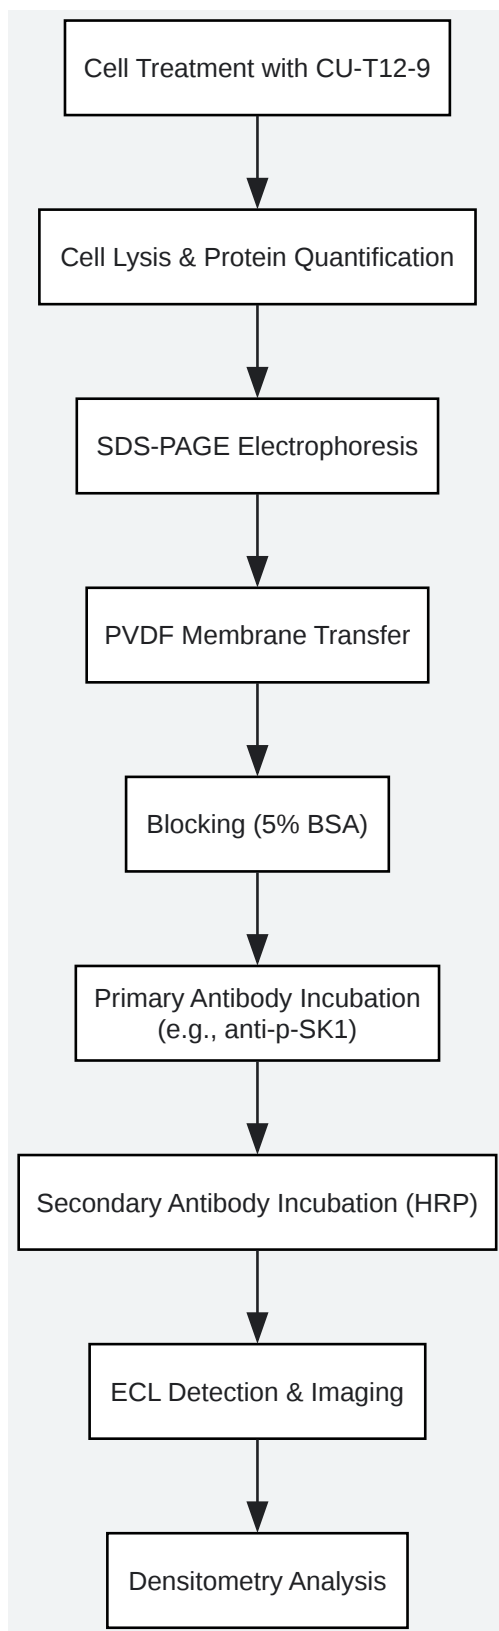 Cell Treatment with CU-T12-9
Cell Lysis & Protein Quantification
SDS-PAGE Electrophoresis
PVDF Membrane Transfer
Blocking (5% BSA)
Primary Antibody Incubation
(e.g., anti-p-SK1)
Secondary Antibody Incubation (HRP)
ECL Detection & Imaging
Densitometry Analysis